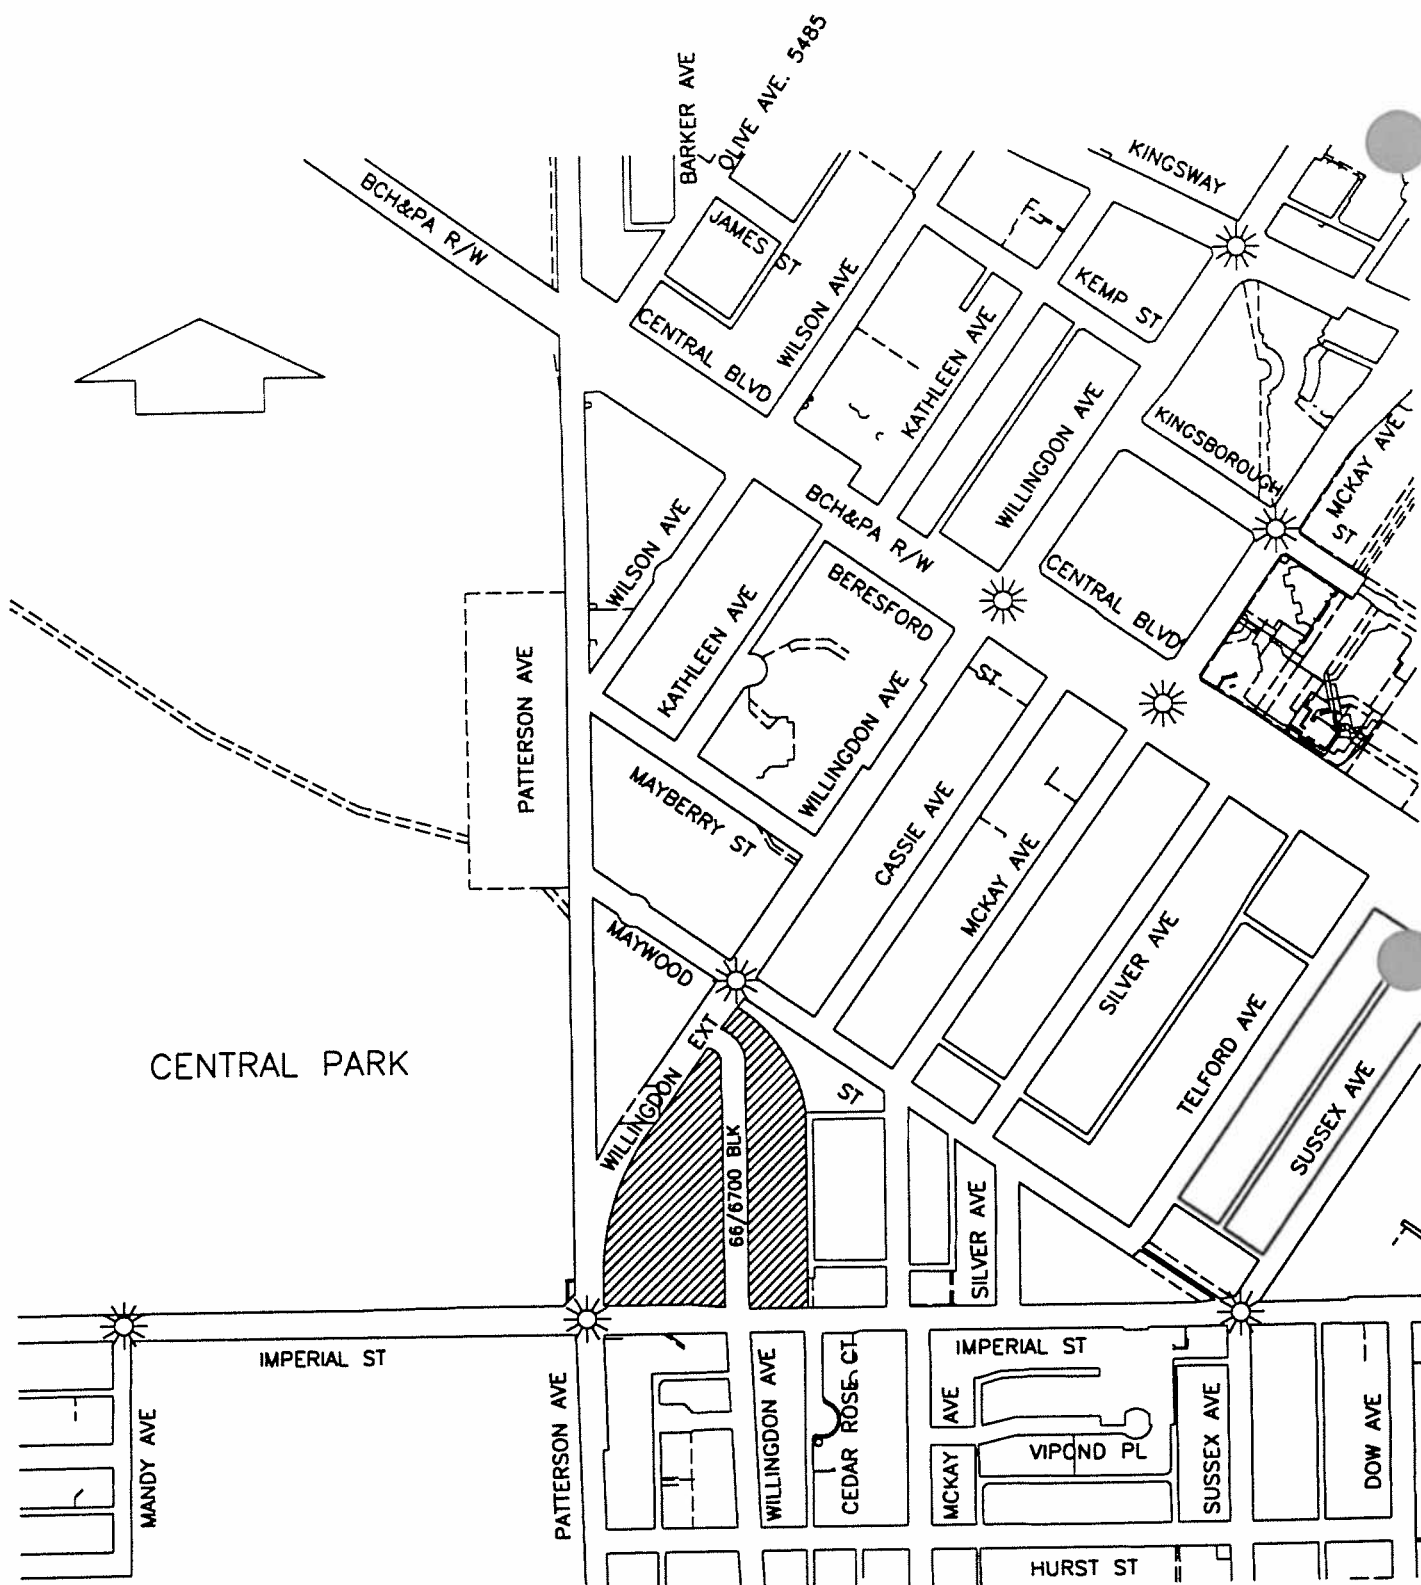 BARKER AVE
OLIVE AVE. 5485
KINGSWAY
BCH&PA R/W
JAMES ST
WILSON AVE
KEMP ST
CENTRAL BLVD
KATHLEEN AVE
WILLINGDON AVE
KINGSBOROUGH
ST
MCKAY AVE
BCH&PA R/W
WILSON AVE
BERESFORD
ST
CENTRAL BLVD
KATHLEEN AVE
PATTERSON AVE
WILLINGDON AVE
MAYBERRY ST
CASSIE AVE
MCKAY AVE
SILVER AVE
MAYWOOD
ST
WILLINGDON EXT
CENTRAL PARK
TELFORD AVE
SUSSEX AVE
66/6700 BLK
SILVER AVE
IMPERIAL ST
IMPERIAL ST
MANDY AVE
PATTERSON AVE
WILLINGDON AVE
CEDAR ROSE CT
MCKAY AVE
VIPOND PL
SUSSEX AVE
DOW AVE
HURST ST